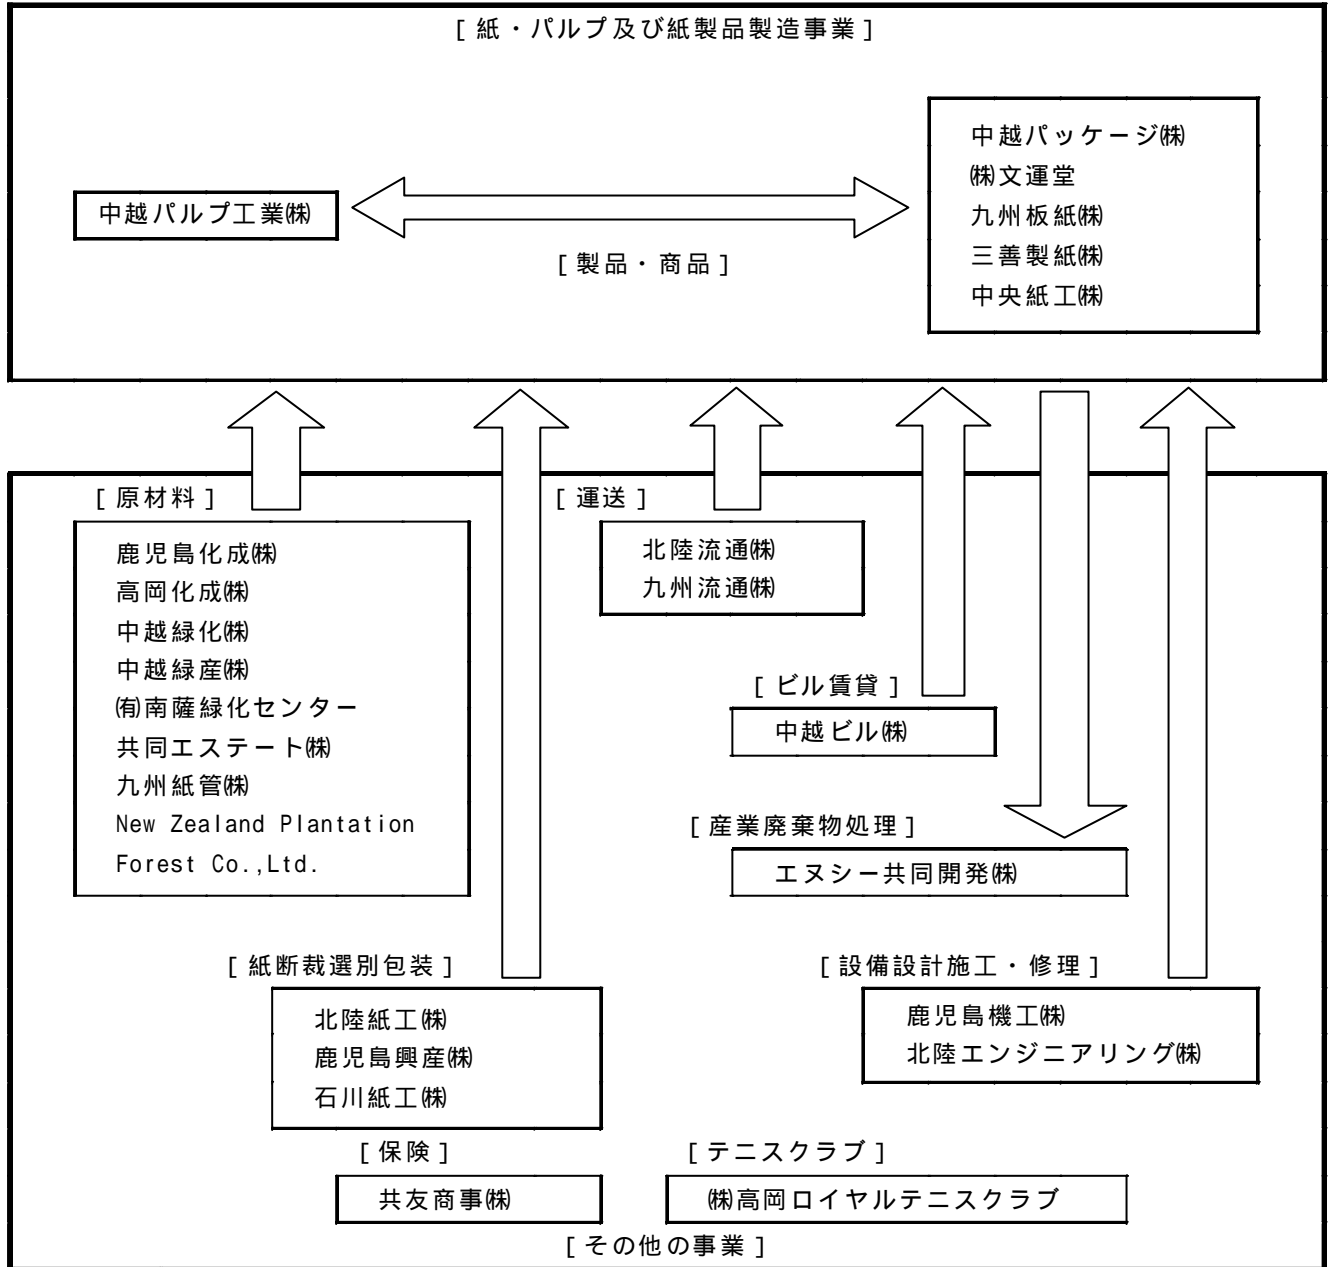 [ 紙・パルプ及び紙製品製造事業 ]
中越パルプ工業㈱
[ 製品・商品 ]
中越パッケージ㈱
㈱文運堂
九州板紙㈱
三善製紙㈱
中央紙工㈱
[ 原材料 ]
鹿児島化成㈱
高岡化成㈱
中越緑化㈱
中越緑産㈱
㈲南薩緑化センター
共同エステート㈱
九州紙管㈱
New Zealand Plantation
Forest Co.,Ltd.
[ 運送 ]
北陸流通㈱
九州流通㈱
[ ビル賃貸 ]
中越ビル㈱
[ 産業廃棄物処理 ]
エヌシー共同開発㈱
[ 紙断裁選別包装 ]
北陸紙工㈱
鹿児島興産㈱
石川紙工㈱
[ 設備設計施工・修理 ]
鹿児島機工㈱
北陸エンジニアリング㈱
[ 保険 ]
共友商事㈱
[ テニスクラブ ]
㈱高岡ロイヤルテニスクラブ
[ その他の事業 ]